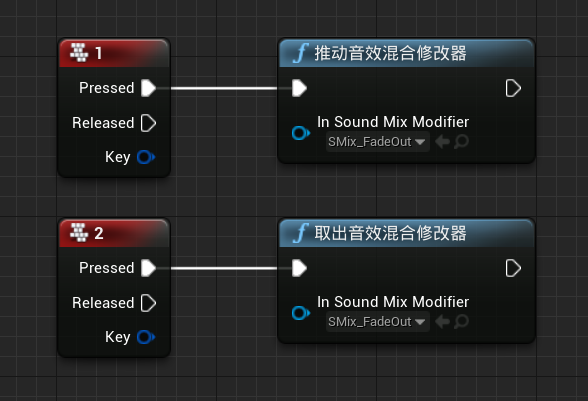 1
f 推动音效混合修改器
Pressed
Released
In Sound Mix Modifier
SMix_FadeOut
Key
2
f 取出音效混合修改器
Pressed
Released
In Sound Mix Modifier
SMix_FadeOut
Key